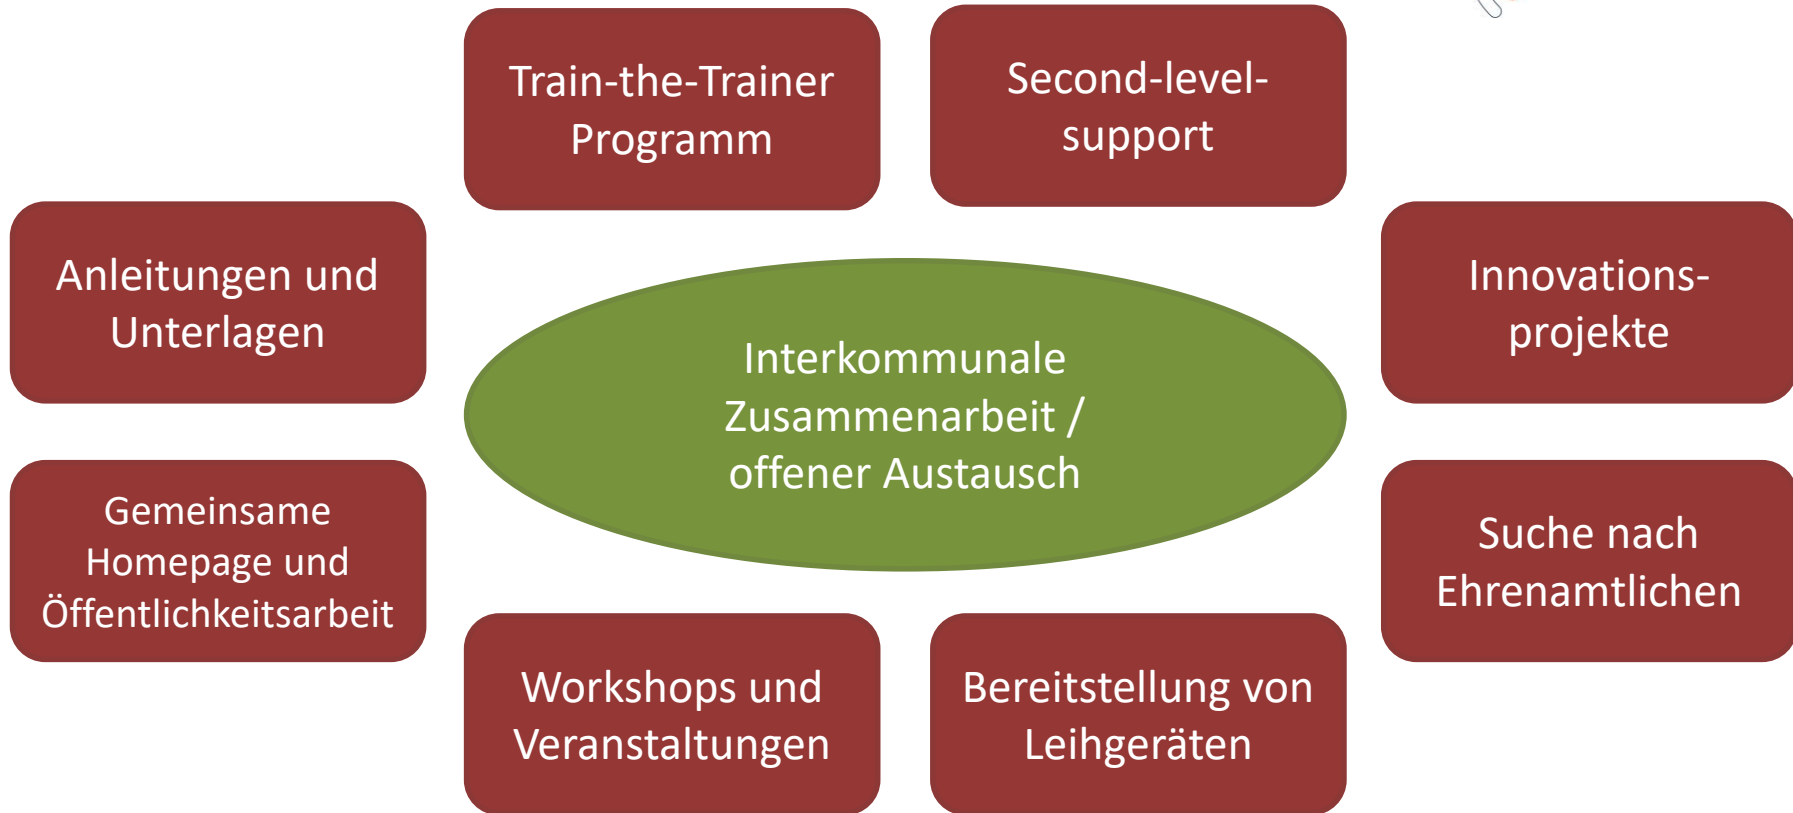 Train-the-Trainer
Programm
Second-level-
support
Anleitungen und
Unterlagen
Innovations-
projekte
Interkommunale
Zusammenarbeit /
offener Austausch
Gemeinsame
Homepage und
Öffentlichkeitsarbeit
Suche nach
Ehrenamtlichen
Workshops und
Veranstaltungen
Bereitstellung von
Leihgeräten